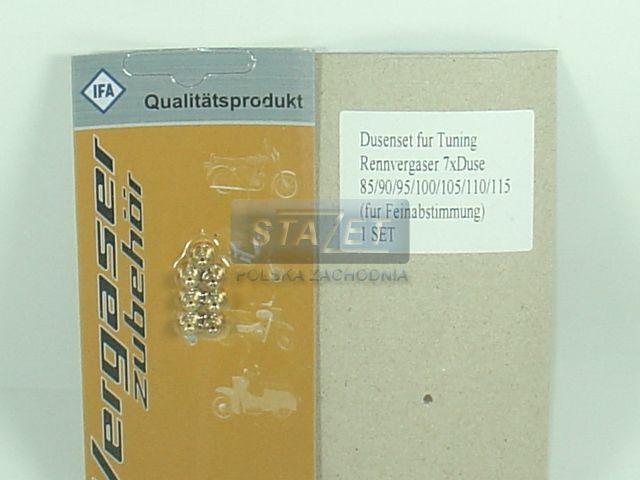 IFA
Qualitätsprodukt
Vergaser
zubehör
Dusenset fur Tuning
Rennvergaser 7xDuse
85/90/95/100/105/110/115
(fur Feinabstimmung)
1 SET
STAZET
POLSKA ZACHODNIA